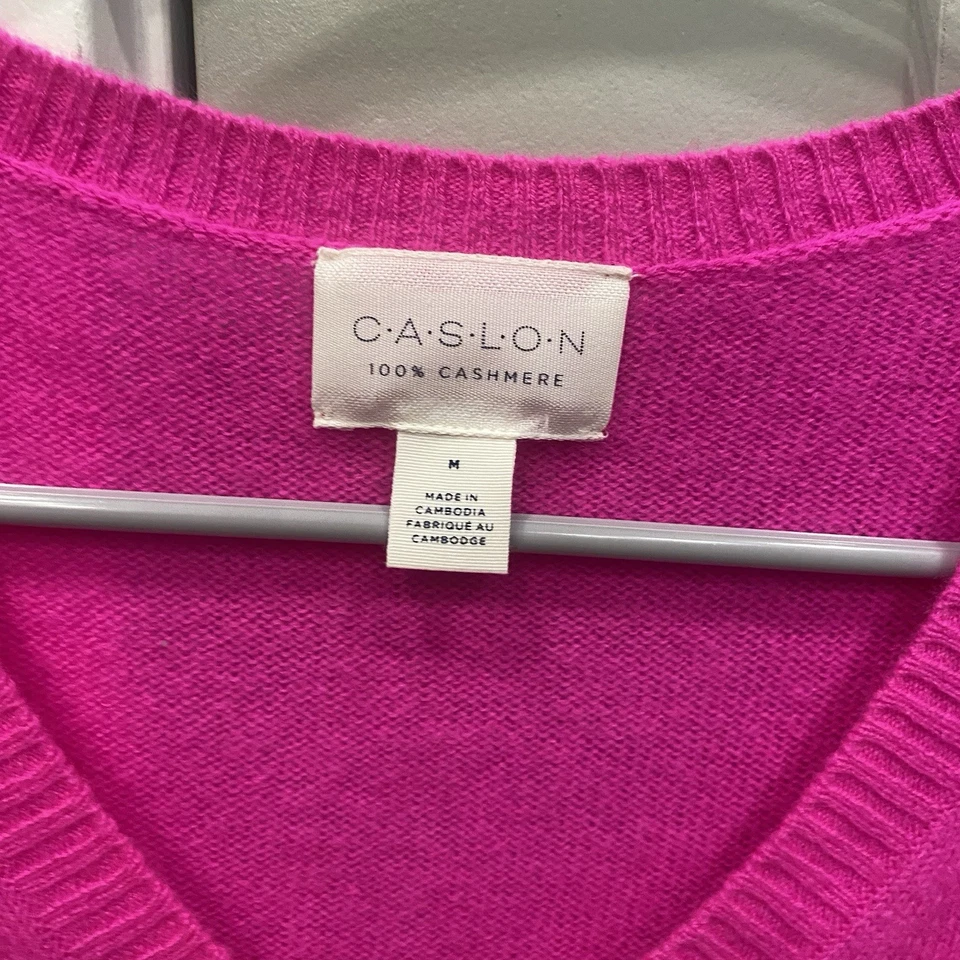 C·A·S·L·O·N
100% CASHMERE
M
MADE IN
CAMBODIA
FABRIQUÉ AU
CAMBODGE